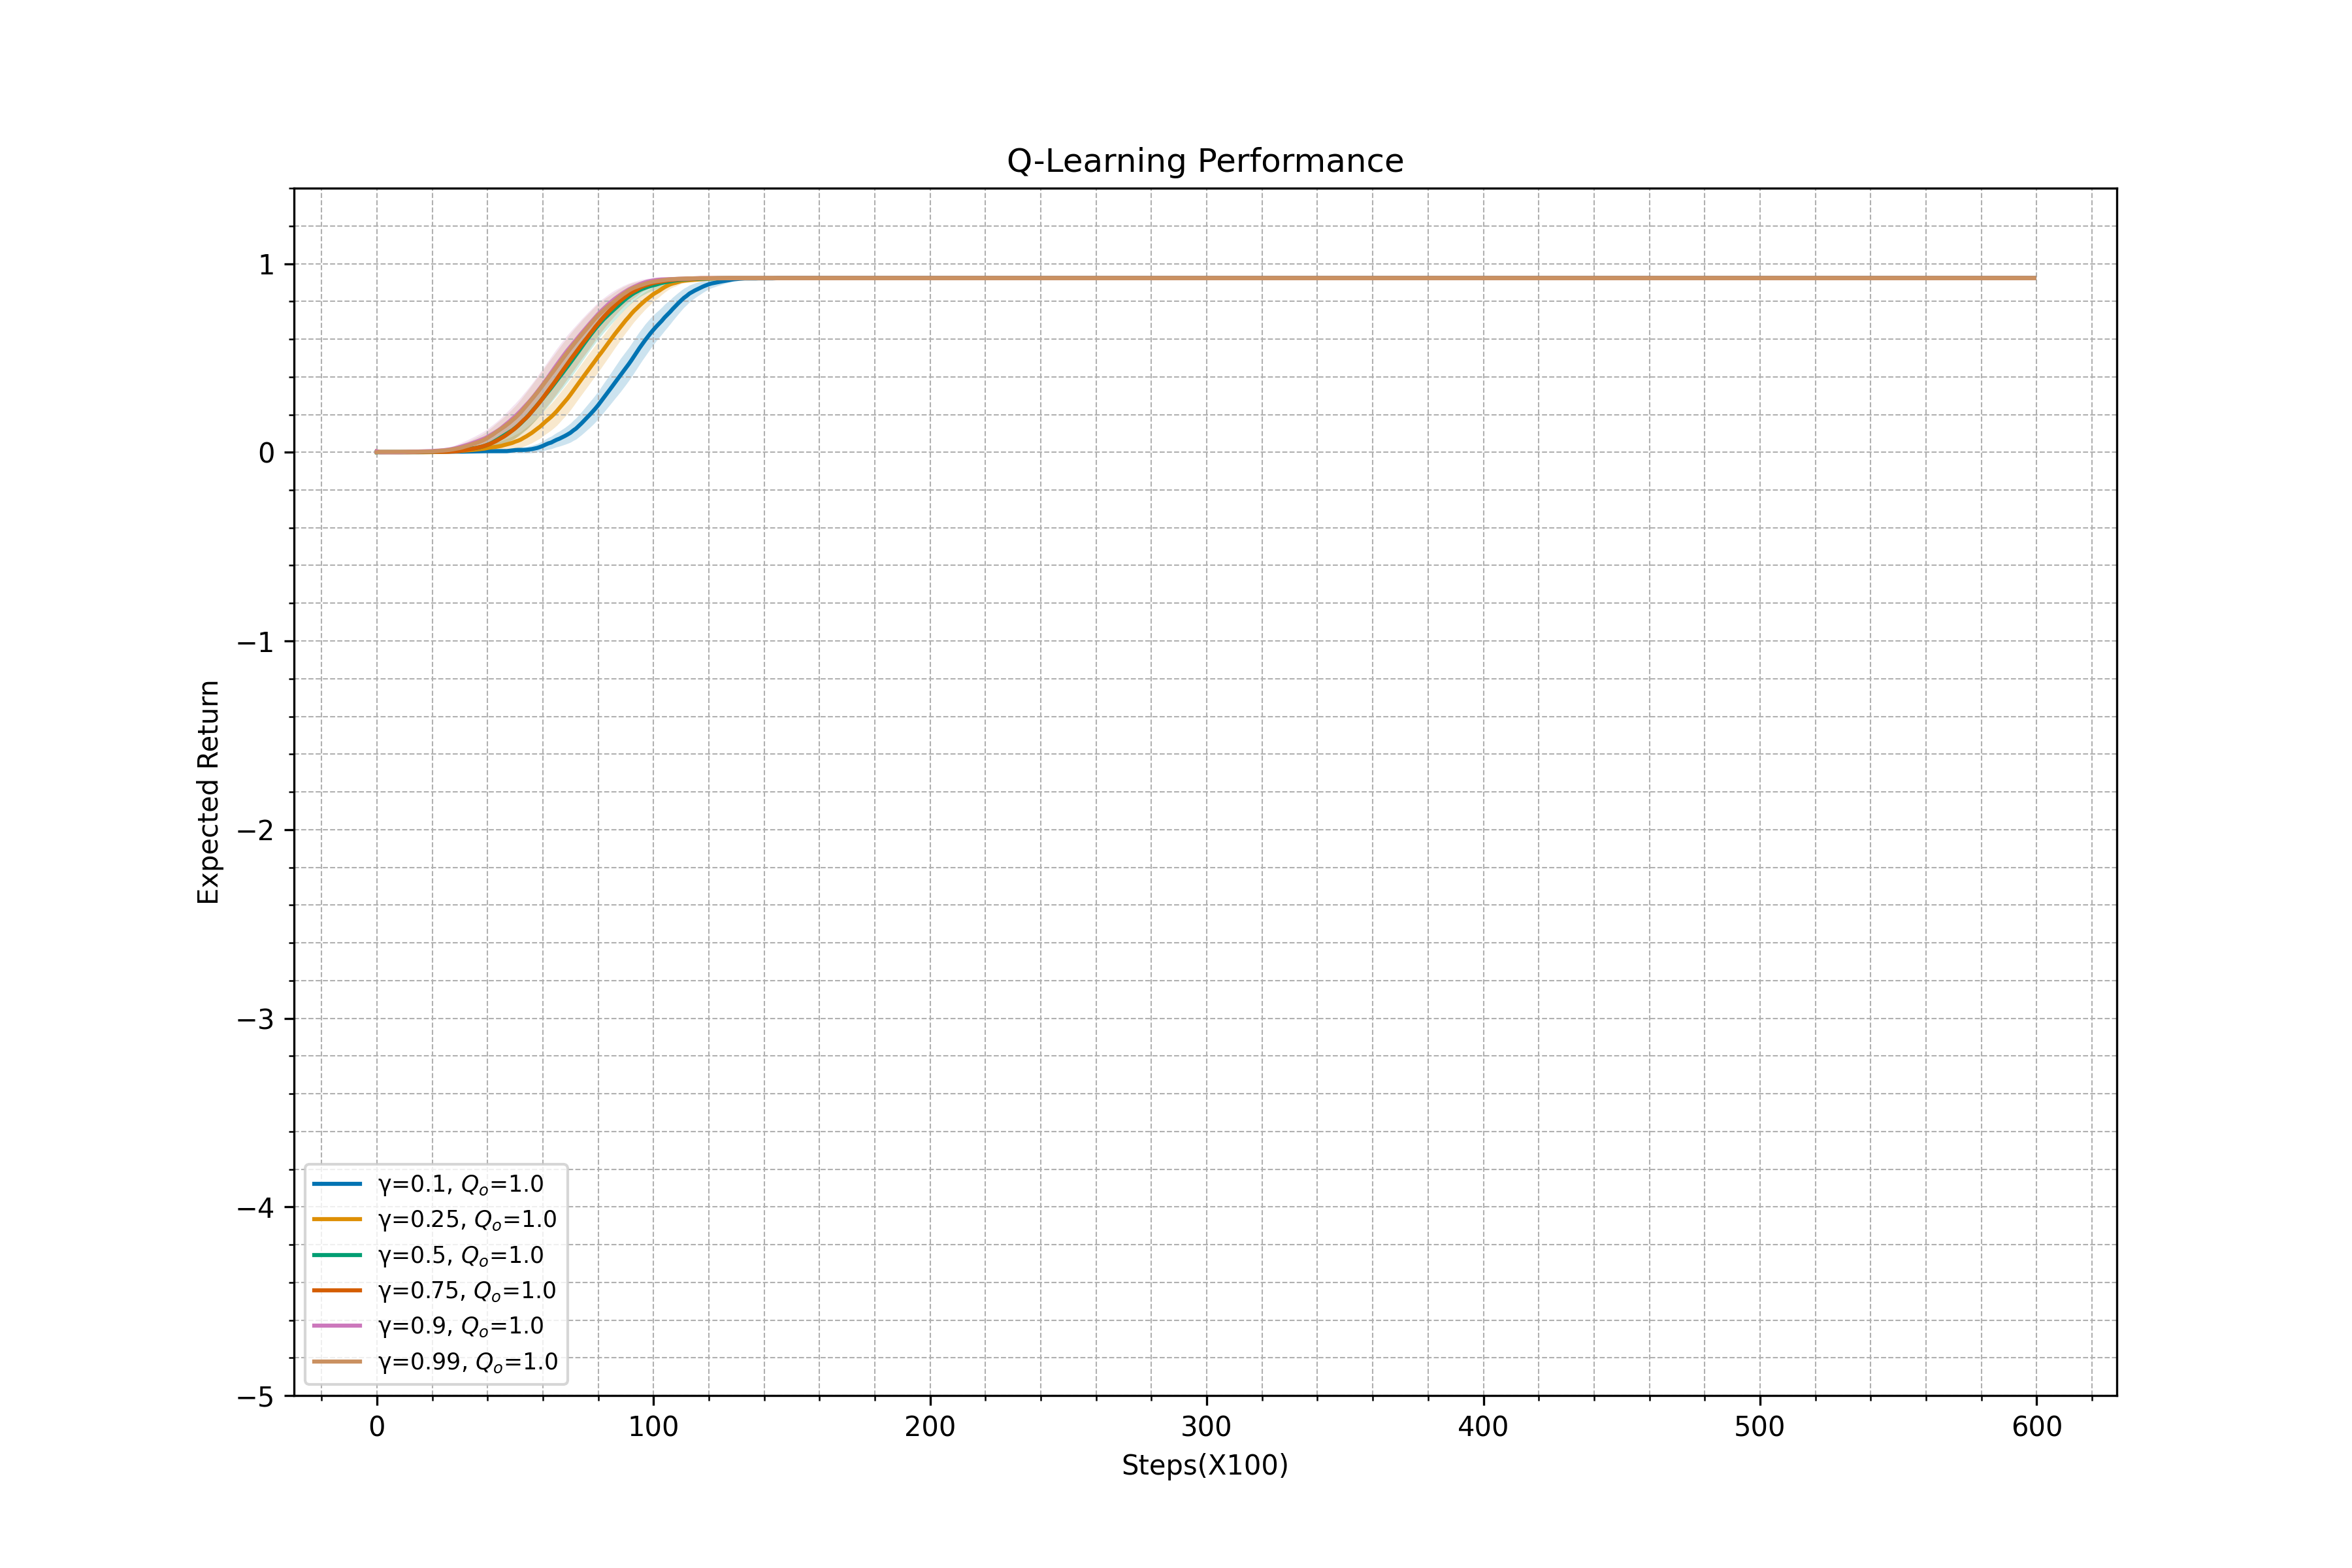 Q-Learning Performance
Expected Return
1
0
−1
−2
−3
−4
−5
γ=0.1, Qₒ=1.0
γ=0.25, Qₒ=1.0
γ=0.5, Qₒ=1.0
γ=0.75, Qₒ=1.0
γ=0.9, Qₒ=1.0
γ=0.99, Qₒ=1.0
0 100 200 300 400 500 600
Steps(X100)